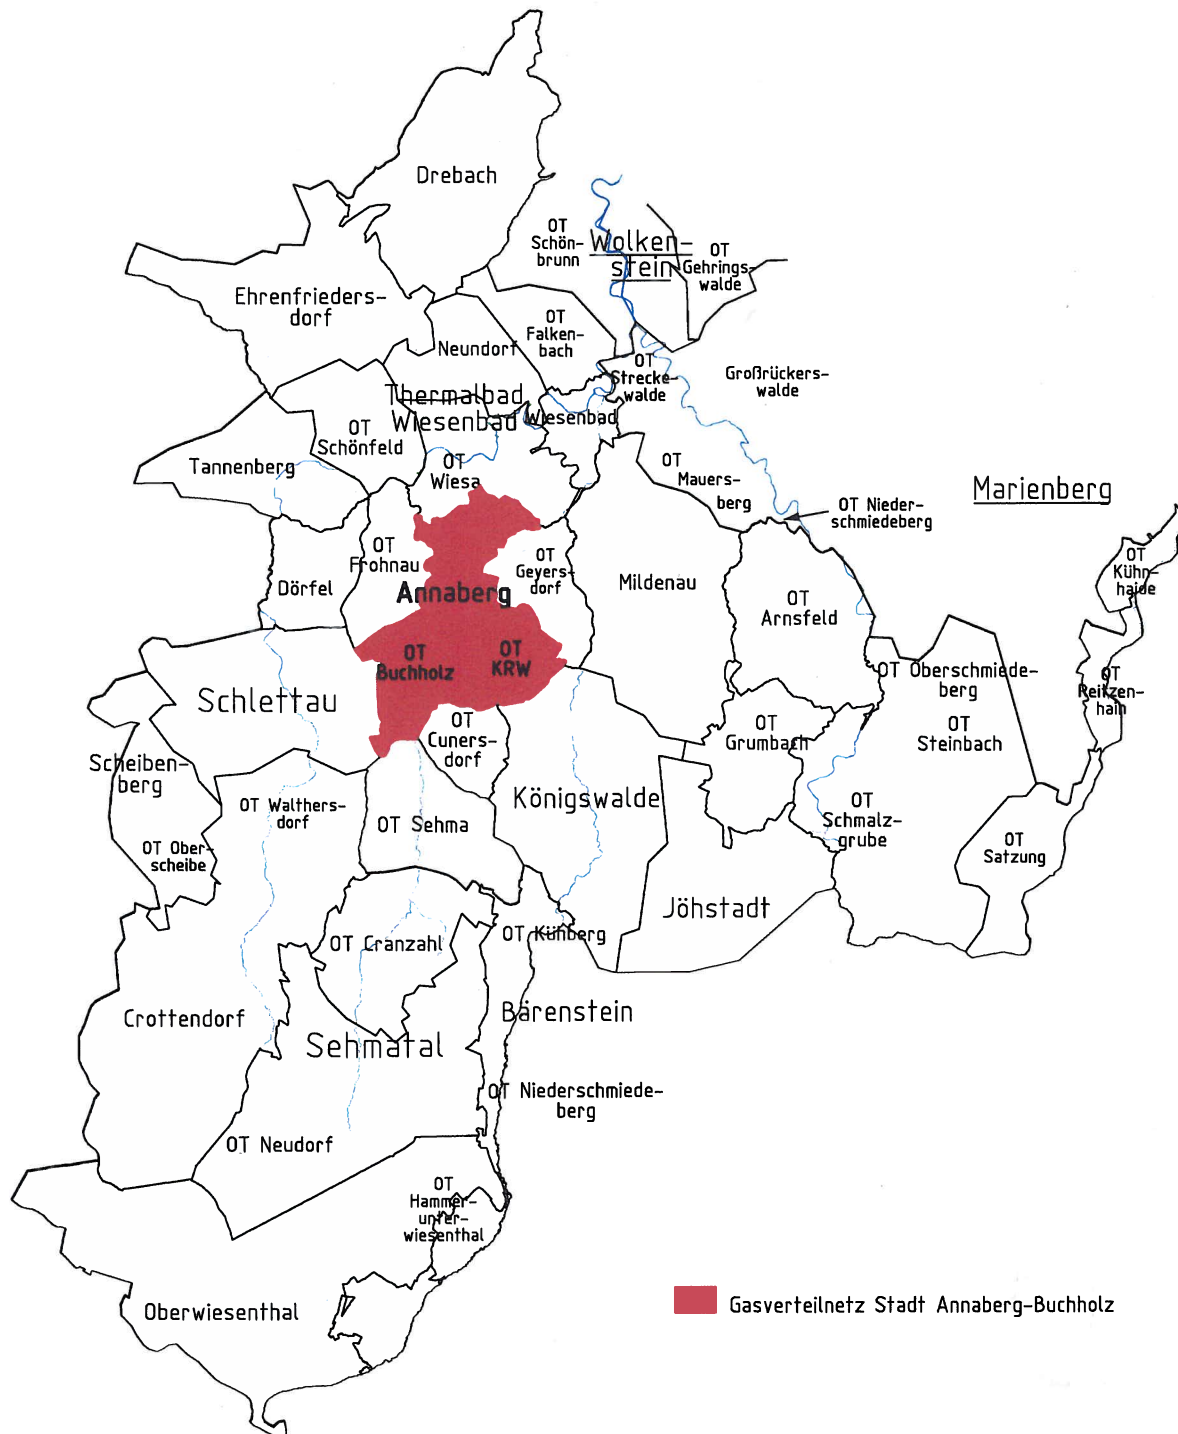 Drebach
OT
Schön-
brunn
Wolken-
stein
OT
Gehrings-
walde
Ehrenfrieders-
dorf
OT
Falken-
bach
Neundorf
OT
Strecke-
walde
Großrückers-
walde
Thermalbad
Wiesenbad
Wiesenbad
OT
Schönfeld
Tannenberg
OT
Wiesa
OT
Mauers-
berg
Marienberg
OT Nieder-
schmiedeberg
OT
Frohnau
OT
Geyers-
dorf
Mildenau
OT
Kühn-
haide
Dörfel
Annaberg
OT
Arnsfeld
OT
Buchholz
OT
KRW
OT Oberschmiede-
berg
OT
Reitzen-
hain
Schlettau
OT
Cuners-
dorf
OT
Grumbach
OT
Steinbach
Scheiben-
berg
OT Walthers-
dorf
OT Sehma
Königswalde
OT
Schmalz-
grube
OT Ober-
scheibe
OT
Satzung
Jöhstadt
OT Cranzahl
OT Kühberg
Crottendorf
Sehmatal
Bärenstein
OT Niederschmiede-
berg
OT Neudorf
OT
Hammer-
unter-
wiesenthal
Oberwiesenthal
Gasverteilnetz Stadt Annaberg-Buchholz